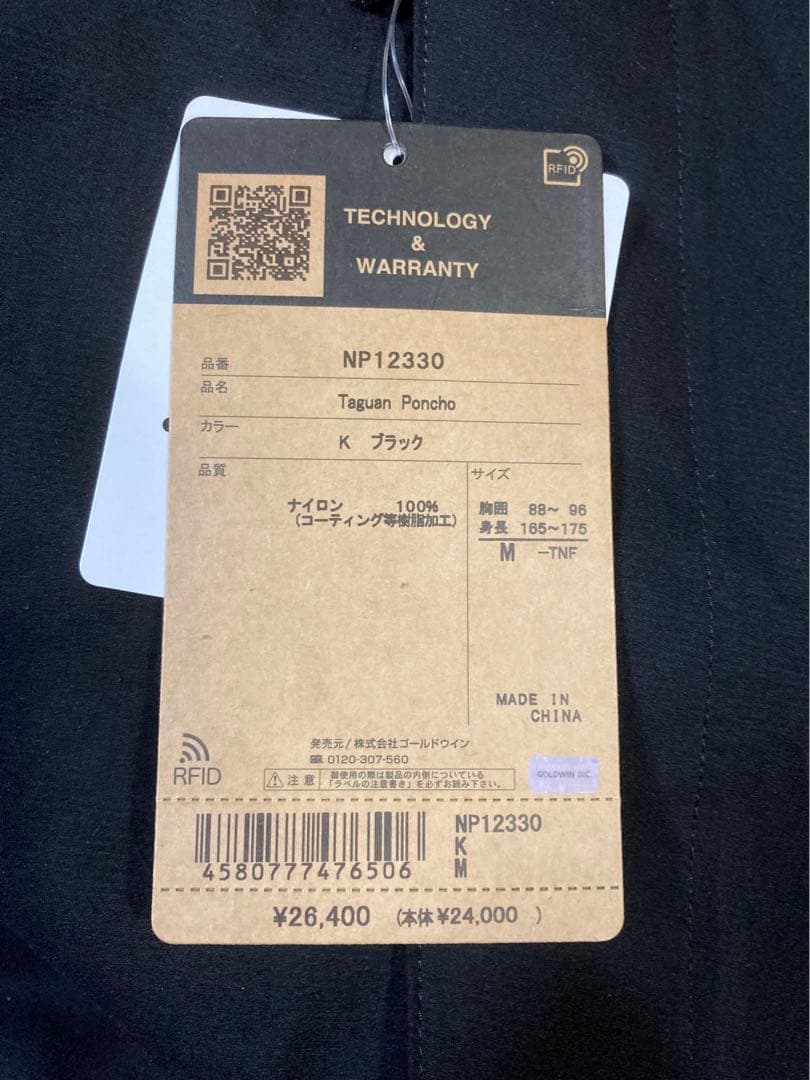 RFID
TECHNOLOGY
&
WARRANTY
品番 NP12330
品名
Taguan Poncho
カラー
K ブラック
品質
ナイロン 100%
(コーティング等樹脂加工)
サイズ
胸囲 88～ 96
身長 165～175
M -TNF
MADE IN
CHINA
発売元/株式会社ゴールドウイン
0120-307-560
RFID
注意
御使用の際は製品の内側についている
「ラベルの注意書き」を必ずお読み下さい。
GOLDWIN INC.
4580777476506
NP12330
K
M
¥26,400 (本体¥24,000 )